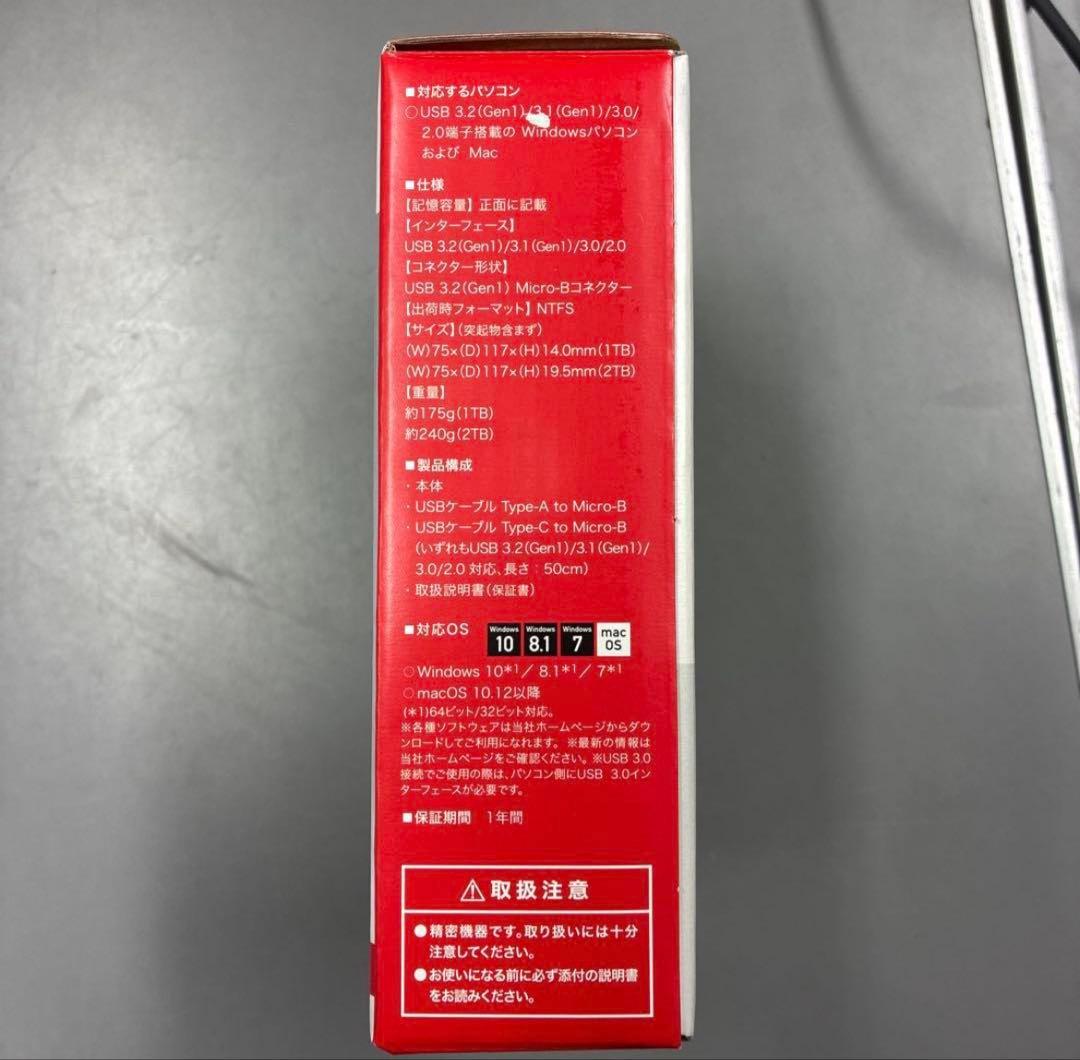 ■対応するパソコン
○USB 3.2(Gen1)/3.1(Gen1)/3.0/
2.0端子搭載の Windowsパソコン
および Mac
■仕様
【記憶容量】正面に記載
【インターフェース】
USB 3.2(Gen1)/3.1(Gen1)/3.0/2.0
【コネクター形状】
USB 3.2(Gen1) Micro-Bコネクター
【出荷時フォーマット】NTFS
【サイズ】(突起物含まず)
(W)75×(D)117×(H)14.0mm(1TB)
(W)75×(D)117×(H)19.5mm(2TB)
【重量】
約175g(1TB)
約240g(2TB)
■製品構成
・本体
・USBケーブル Type-A to Micro-B
・USBケーブル Type-C to Micro-B
(いずれもUSB 3.2(Gen1)/3.1(Gen1)/
3.0/2.0 対応、長さ：50cm)
・取扱説明書(保証書)
■対応OS Windows 10 Windows 8.1 Windows 7 mac OS
○Windows 10*1／ 8.1*1／ 7*1
○macOS 10.12以降
(*1)64ビット/32ビット対応。
※各種ソフトウェアは当社ホームページからダウ
ンロードしてご利用になれます。※最新の情報は
当社ホームページをご確認ください。※USB 3.0
接続でご使用の際は、パソコン側にUSB 3.0イン
ターフェースが必要です。
■保証期間 1年間
⚠取扱注意
●精密機器です。取り扱いには十分
注意してください。
●お使いになる前に必ず添付の説明書
をお読みください。